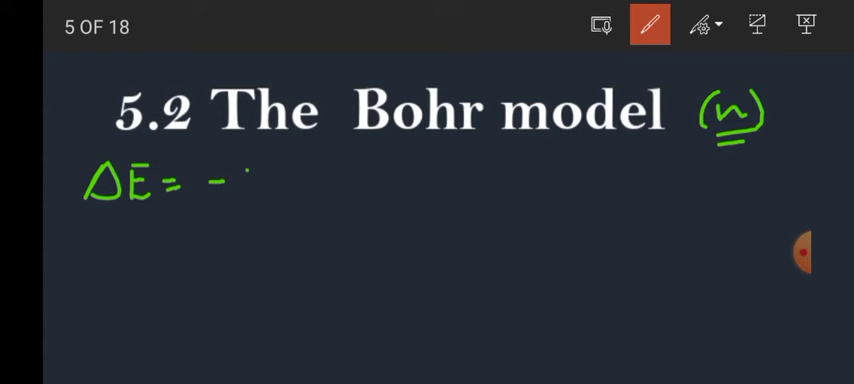 5 OF 18
5.2 The Bohr model (n)
ΔE = -